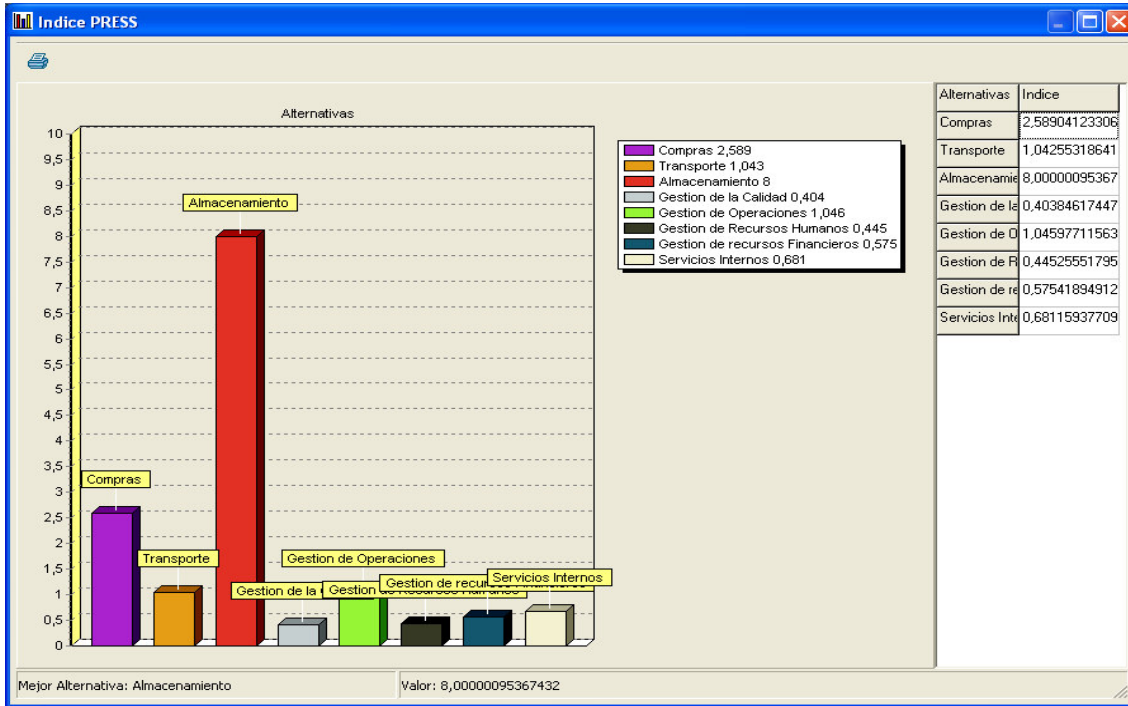 Indice PRESS
Alternativas
10
9,5
9
8,5
8
7,5
7
6,5
6
5,5
5
4,5
4
3,5
3
2,5
2
1,5
1
0,5
0
Compras
Transporte
Almacenamiento
Gestion de la
Gestion de Operaciones
Gestion de Recursos Humanos
Gestion de recursos Financieros
Servicios Internos
Compras 2,589
Transporte 1,043
Almacenamiento 8
Gestion de la Calidad 0,404
Gestion de Operaciones 1,046
Gestion de Recursos Humanos 0,445
Gestion de recursos Financieros 0,575
Servicios Internos 0,681
Alternativas Indice
Compras 2,58904123306
Transporte 1,04255318641
Almacenamie 8,00000095367
Gestion de la 0,40384617447
Gestion de O 1,04597711563
Gestion de R 0,44525551795
Gestion de re 0,57541894912
Servicios Inte 0,68115937709
Mejor Alternativa: Almacenamiento
Valor: 8,00000095367432